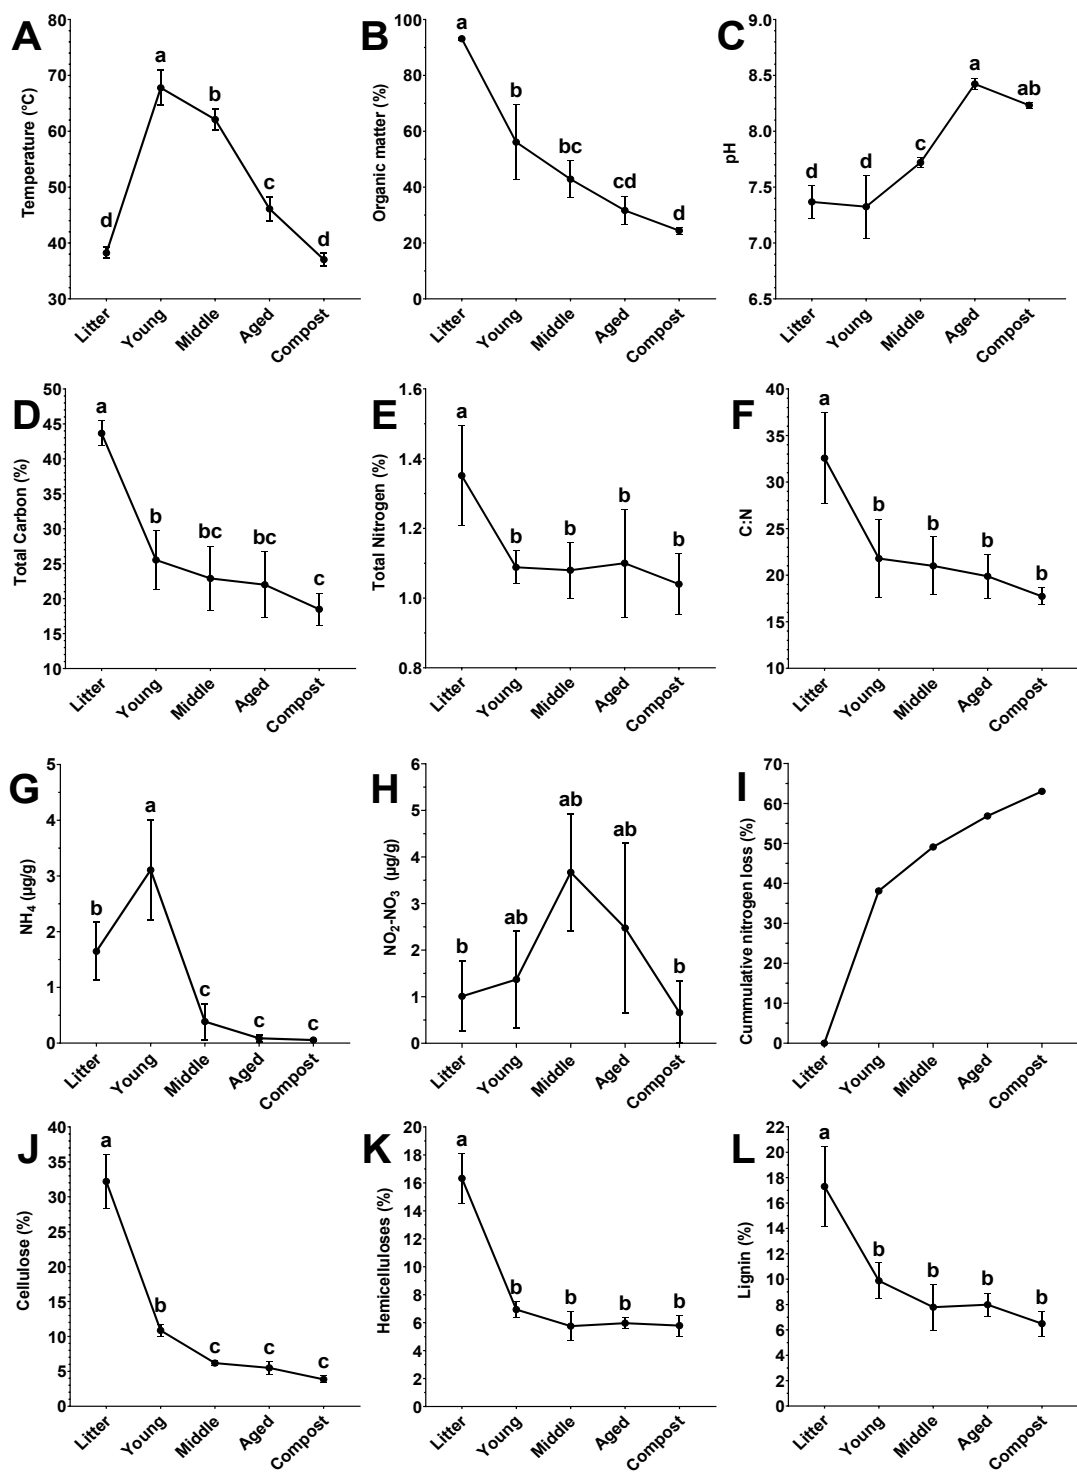 A
Temperature (°C)
80
70
60
50
40
30
d
a
b
c
d
Litter
Young
Middle
Aged
Compost
B
Organic matter (%)
100
80
60
40
20
0
a
b
bc
cd
d
Litter
Young
Middle
Aged
Compost
C
pH
9.0
8.5
8.0
7.5
7.0
6.5
d
d
c
a
ab
Litter
Young
Middle
Aged
Compost
D
Total Carbon (%)
50
45
40
35
30
25
20
15
10
a
b
bc
bc
c
Litter
Young
Middle
Aged
Compost
E
Total Nitrogen (%)
1.6
1.4
1.2
1.0
0.8
a
b
b
b
b
Litter
Young
Middle
Aged
Compost
F
C:N
40
35
30
25
20
15
10
a
b
b
b
b
Litter
Young
Middle
Aged
Compost
G
NH4 (µg/g)
5
4
3
2
1
0
b
a
c
c
c
Litter
Young
Middle
Aged
Compost
H
NO2-NO3 (µg/g)
6
5
4
3
2
1
0
b
ab
ab
ab
b
Litter
Young
Middle
Aged
Compost
I
Cummulative nitrogen loss (%)
70
60
50
40
30
20
10
0
Litter
Young
Middle
Aged
Compost
J
Cellulose (%)
40
35
30
25
20
15
10
5
0
a
b
c
c
c
Litter
Young
Middle
Aged
Compost
K
Hemicelluloses (%)
20
18
16
14
12
10
8
6
4
2
0
a
b
b
b
b
Litter
Young
Middle
Aged
Compost
L
Lignin (%)
22
20
18
16
14
12
10
8
6
4
2
0
a
b
b
b
b
Litter
Young
Middle
Aged
Compost